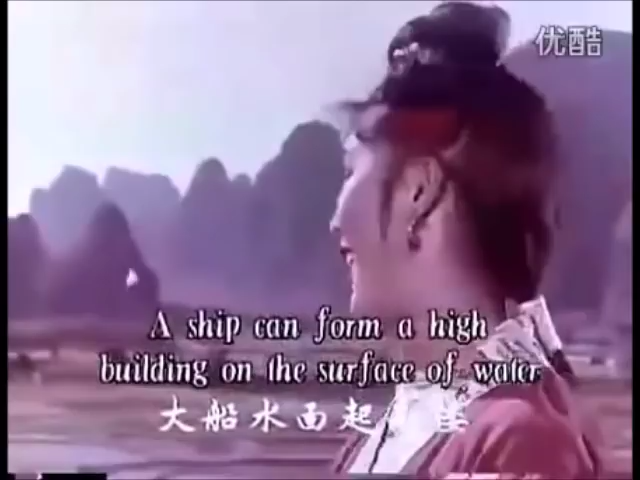 优酷
A ship can form a high
building on the surface of water
大船水面起